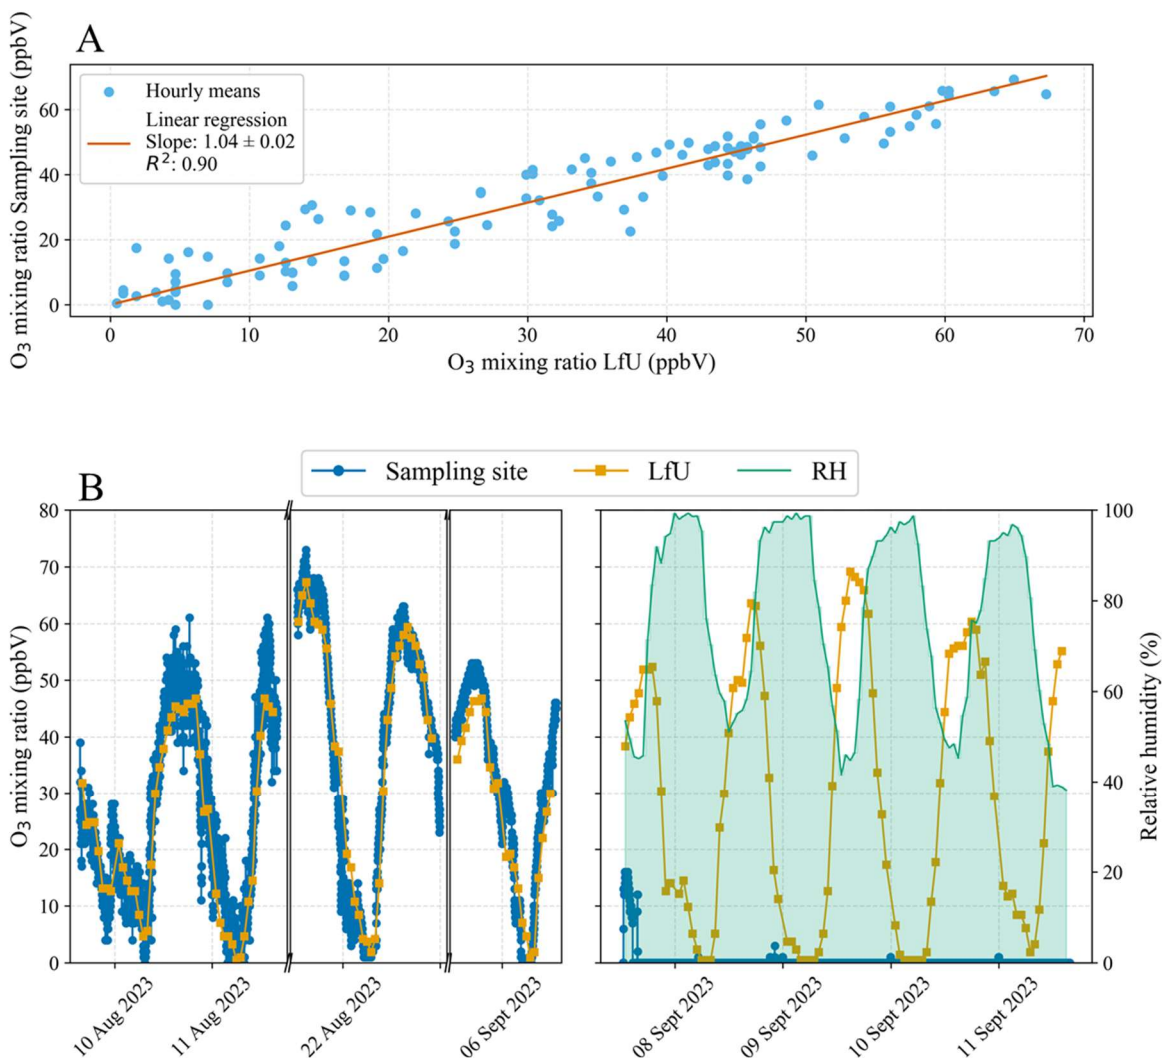 A
O₃ mixing ratio Sampling site (ppbV)
60
40
20
0
Hourly means
Linear regression
Slope: 1.04 ± 0.02
R²: 0.90
0 10 20 30 40 50 60 70
O₃ mixing ratio LfU (ppbV)
Sampling site LfU RH
B
O₃ mixing ratio (ppbV)
80
70
60
50
40
30
20
10
0
100
80
60
40
20
0
Relative humidity (%)
10 Aug 2023
11 Aug 2023
22 Aug 2023
06 Sept 2023
08 Sept 2023
09 Sept 2023
10 Sept 2023
11 Sept 2023